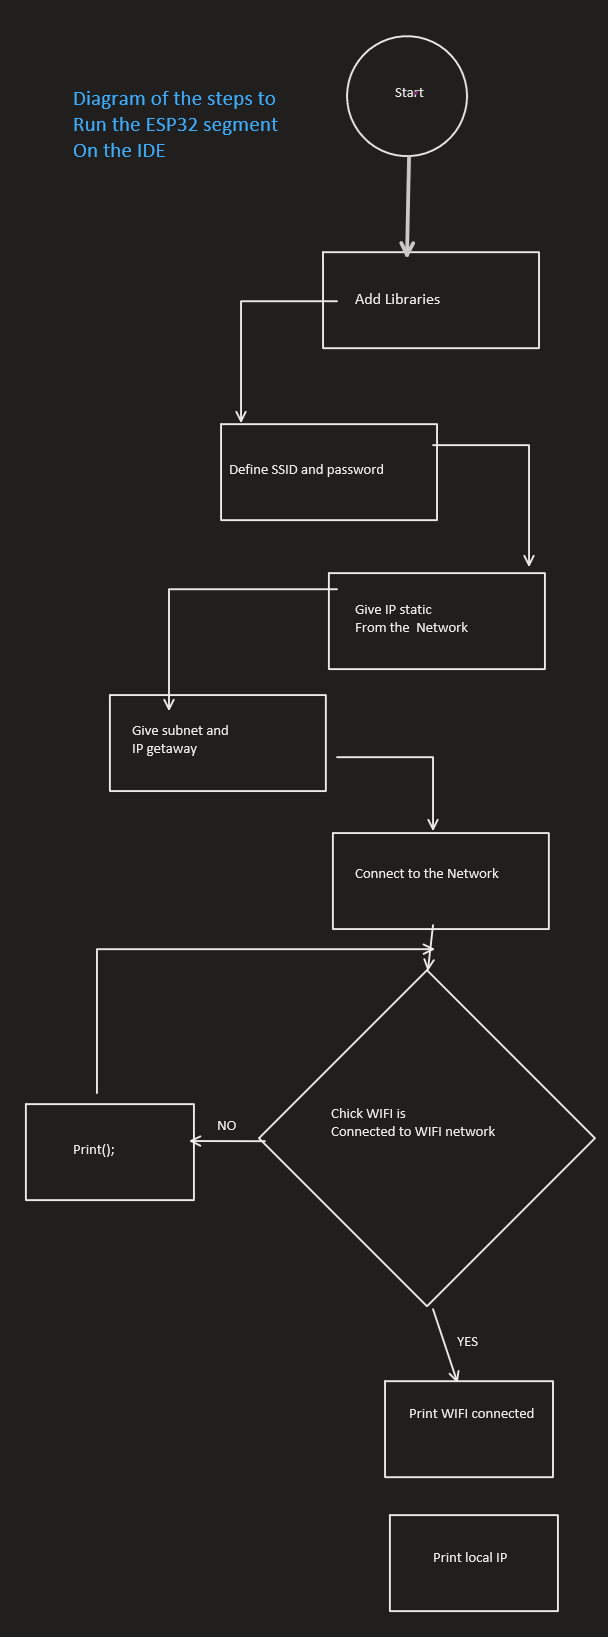 Diagram of the steps to
Run the ESP32 segment
On the IDE
Start
Add Libraries
Define SSID and password
Give IP static
From the  Network
Give subnet and
IP getaway
Connect to the Network
Chick WIFI is
Connected to WIFI network
NO
Print();
YES
Print WIFI connected
Print local IP